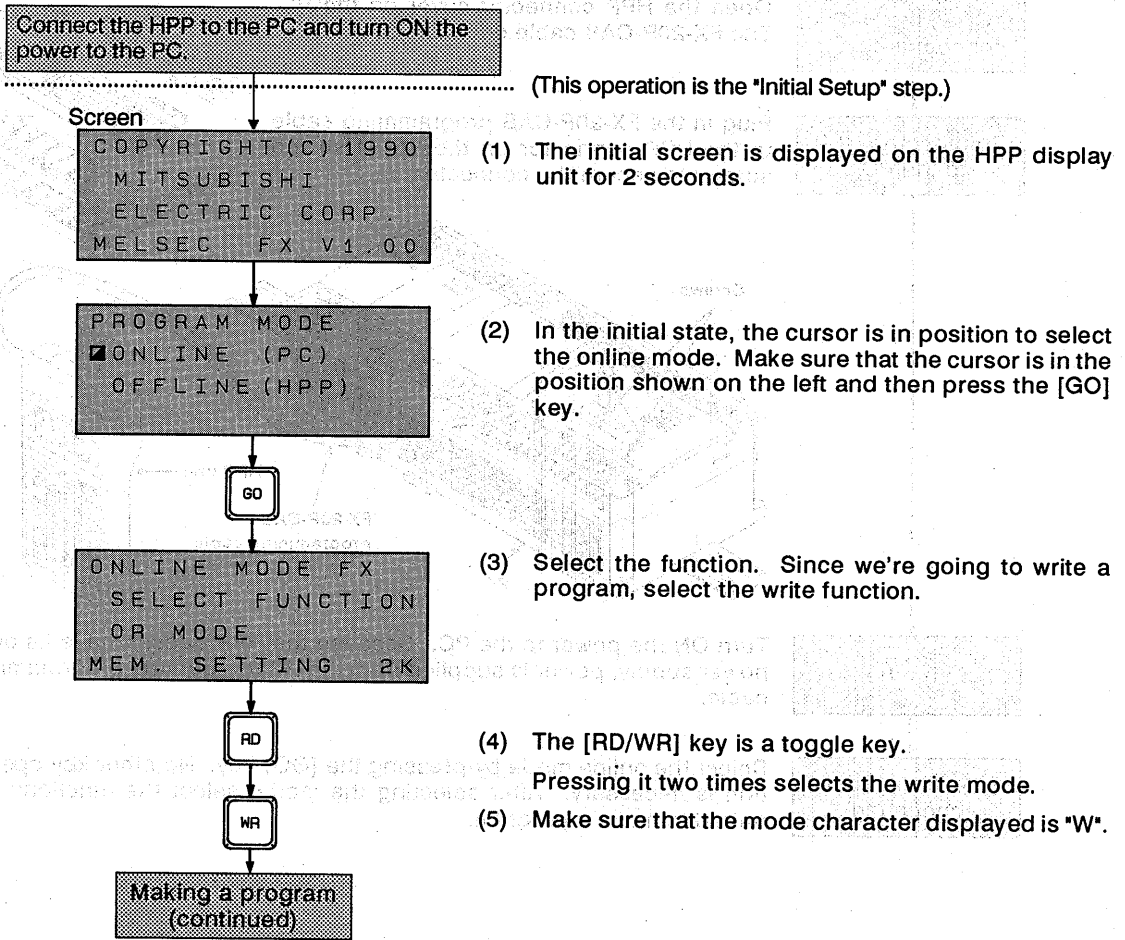 Connect the HPP to the PC and turn ON the
power to the PC.
(This operation is the "Initial Setup" step.)
Screen
COPYRIGHT(C) 1990
MITSUBISHI
ELECTRIC CORP.
MELSEC FX V1.00
(1) The initial screen is displayed on the HPP display
unit for 2 seconds.
PROGRAM MODE
ONLINE (PC)
OFFLINE(HPP)
(2) In the initial state, the cursor is in position to select
the online mode. Make sure that the cursor is in the
position shown on the left and then press the [GO]
key.
GO
ONLINE MODE FX
SELECT FUNCTION
OR MODE
MEM. SETTING 2K
(3) Select the function. Since we're going to write a
program, select the write function.
RD
WR
(4) The [RD/WR] key is a toggle key.
Pressing it two times selects the write mode.
(5) Make sure that the mode character displayed is "W".
Making a program
(continued)